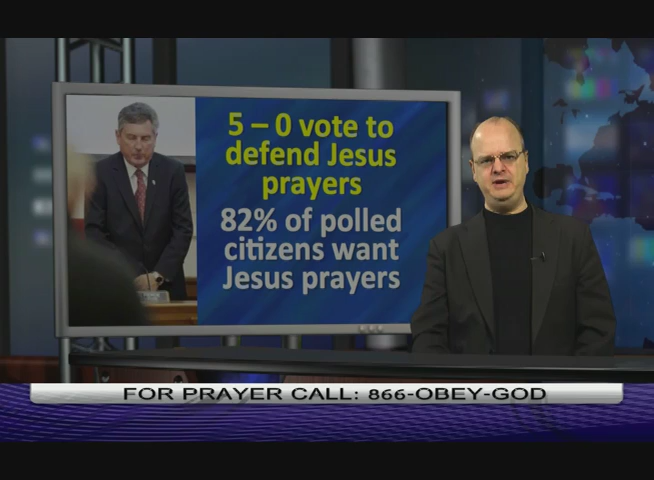 5 – 0 vote to
defend Jesus
prayers
82% of polled
citizens want
Jesus prayers
FOR PRAYER CALL: 866-OBEY-GOD